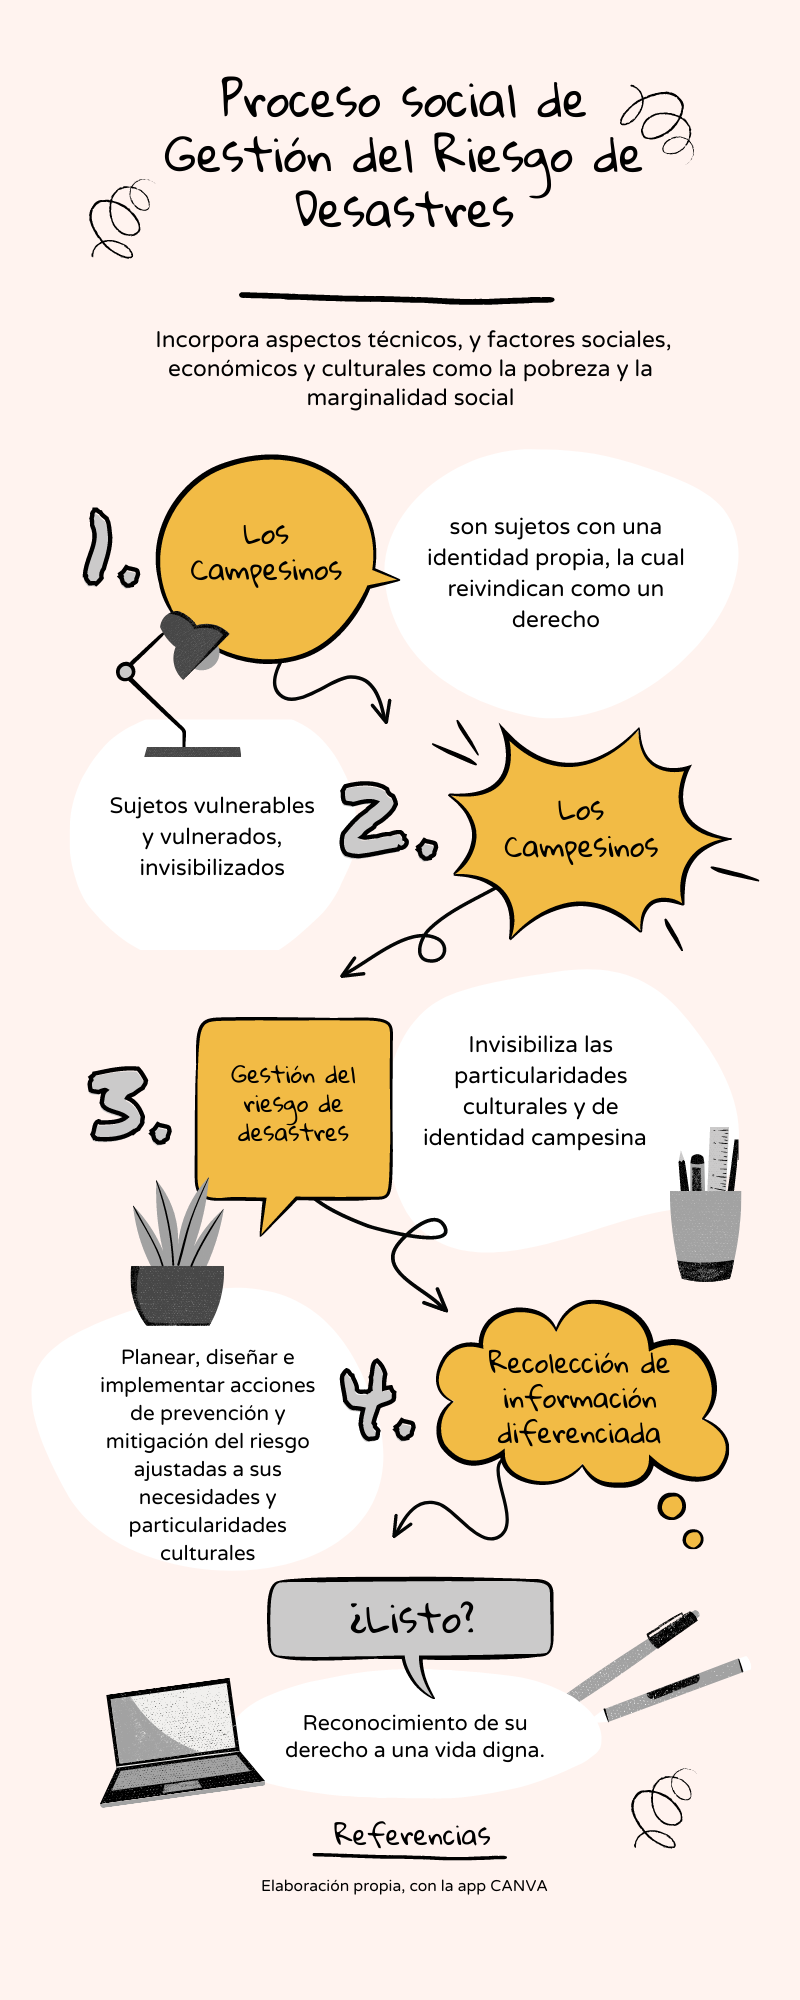 Proceso social de
Gestión del Riesgo de
Desastres
Incorpora aspectos técnicos, y factores sociales,
económicos y culturales como la pobreza y la
marginalidad social
1.
Los
Campesinos
son sujetos con una
identidad propia, la cual
reivindican como un
derecho
2.
Los
Campesinos
Sujetos vulnerables
y vulnerados,
invisibilizados
3.
Gestión del
riesgo de
desastres
Invisibiliza las
particularidades
culturales y de
identidad campesina
4.
Recolección de
información
diferenciada
Planear, diseñar e
implementar acciones
de prevención y
mitigación del riesgo
ajustadas a sus
necesidades y
particularidades
culturales
¿Listo?
Reconocimiento de su
derecho a una vida digna.
Referencias
Elaboración propia, con la app CANVA